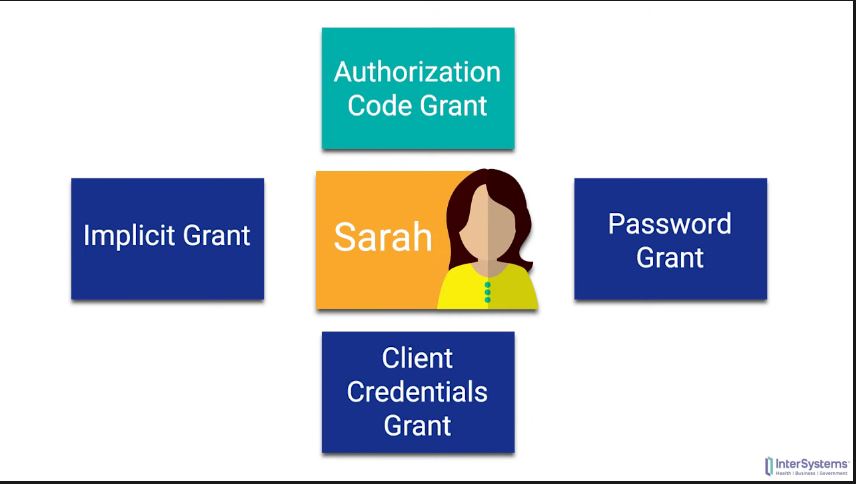 Authorization
Code Grant
Implicit Grant
Sarah
Password
Grant
Client
Credentials
Grant
InterSystems
Health | Business | Government